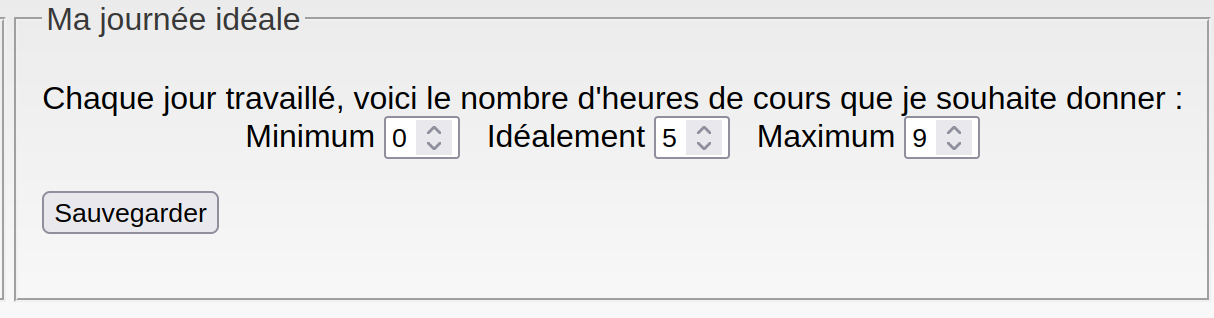 Ma journée idéale
Chaque jour travaillé, voici le nombre d'heures de cours que je souhaite donner :
Minimum 0 Idéalement 5 Maximum 9
Sauvegarder